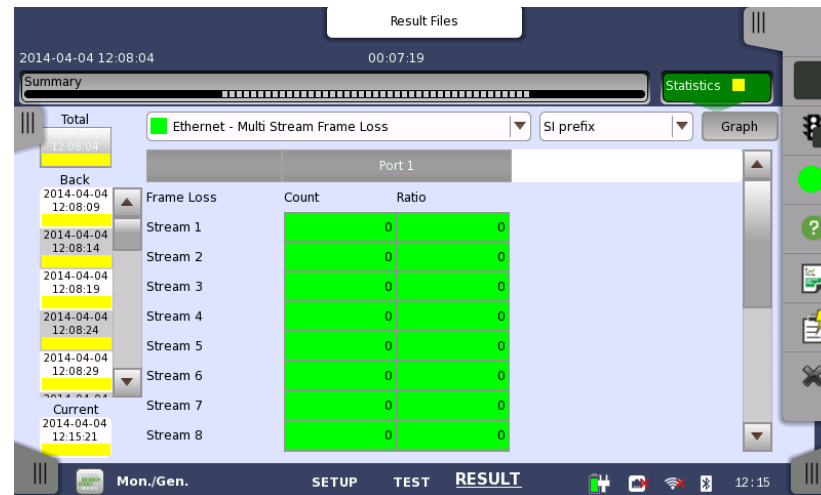 Result Files
2014-04-04 12:08:04 00:07:19
Summary
Statistics
Total
12:08:04
Ethernet - Multi Stream Frame Loss
SI prefix
Graph
Port 1
Back
2014-04-04
12:08:09
2014-04-04
12:08:14
2014-04-04
12:08:19
2014-04-04
12:08:24
2014-04-04
12:08:29
Current
2014-04-04
12:15:21
Frame Loss Count Ratio
Stream 1 0 0
Stream 2 0 0
Stream 3 0 0
Stream 4 0 0
Stream 5 0 0
Stream 6 0 0
Stream 7 0 0
Stream 8 0 0
Mon./Gen. SETUP TEST RESULT 12:15